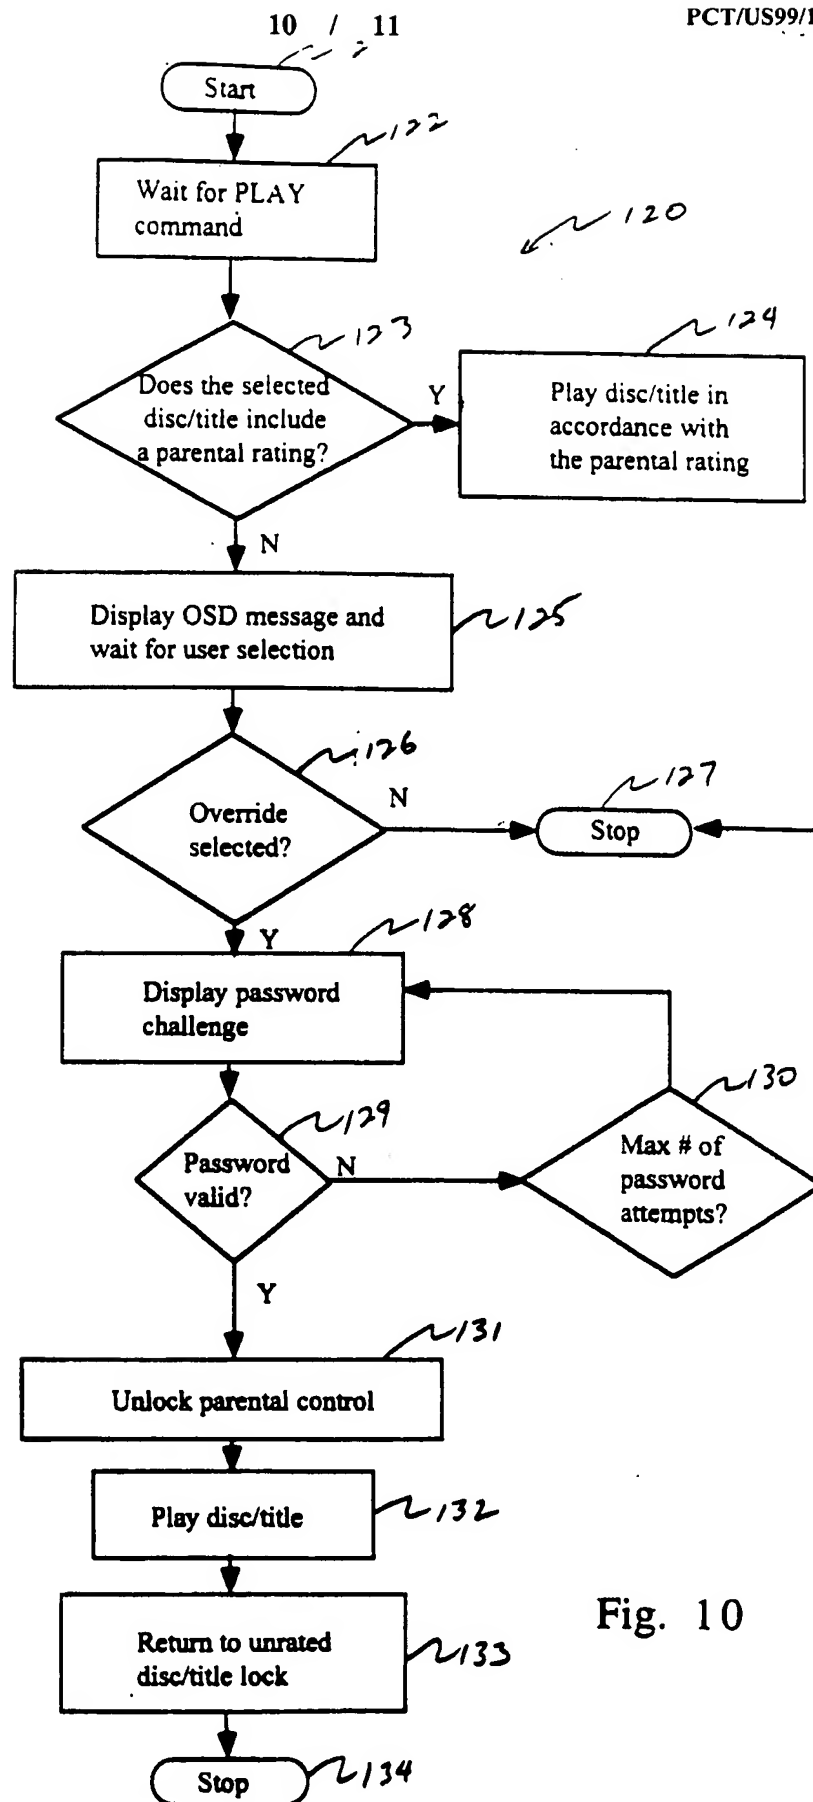 10 / 11
PCT/US99/1
Start
122
Wait for PLAY
command
120
123
124
Does the selected
disc/title include
a parental rating?
Y
Play disc/title in
accordance with
the parental rating
N
Display OSD message and
wait for user selection
125
126
127
Override
selected?
N
Stop
Y
128
Display password
challenge
129
130
Password
valid?
N
Max # of
password
attempts?
Y
131
Unlock parental control
Play disc/title
132
Fig. 10
Return to unrated
disc/title lock
133
Stop
134